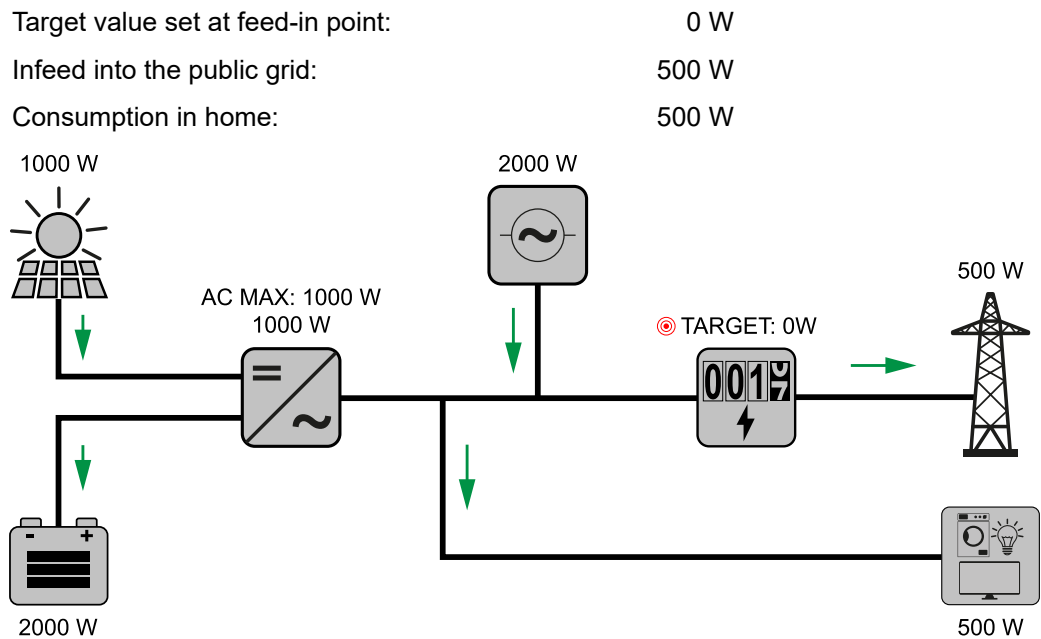 Target value set at feed-in point: 0 W
Infeed into the public grid: 500 W
Consumption in home: 500 W
1000 W
2000 W
500 W
AC MAX: 1000 W
1000 W
TARGET: 0W
001
- +
2000 W
500 W